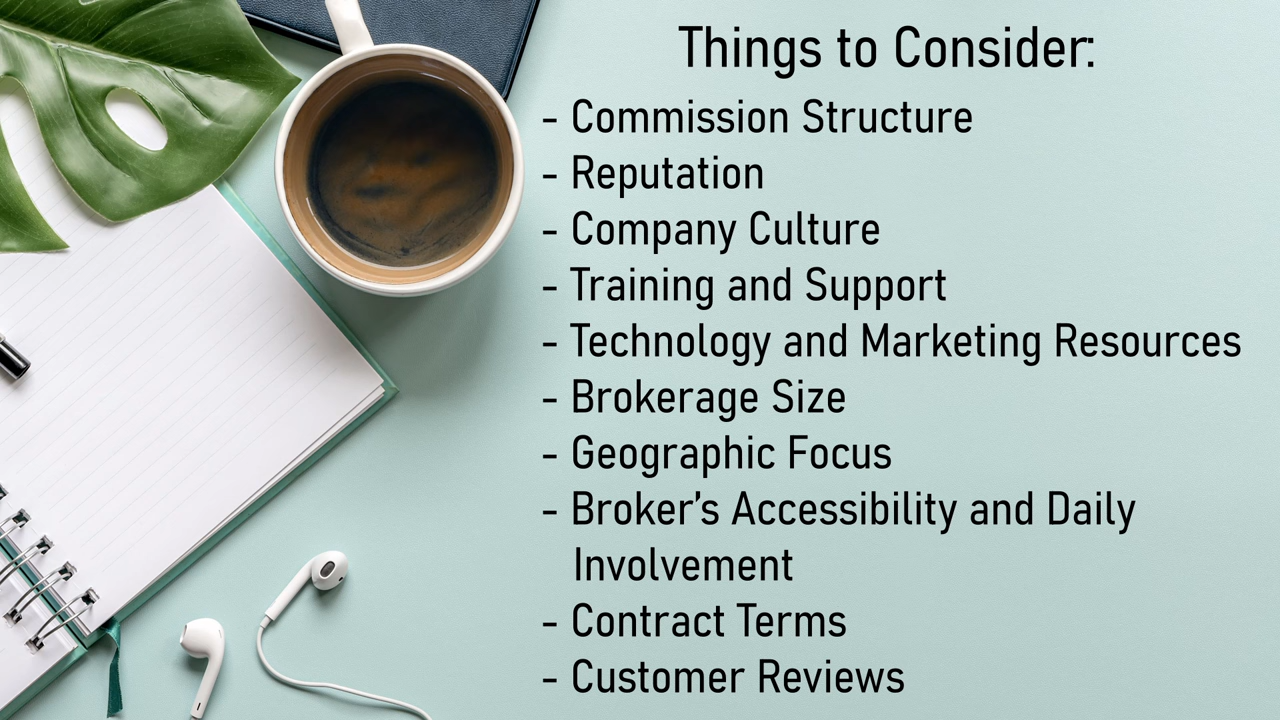 Things to Consider:
- Commission Structure
- Reputation
- Company Culture
- Training and Support
- Technology and Marketing Resources
- Brokerage Size
- Geographic Focus
- Broker’s Accessibility and Daily
Involvement
- Contract Terms
- Customer Reviews